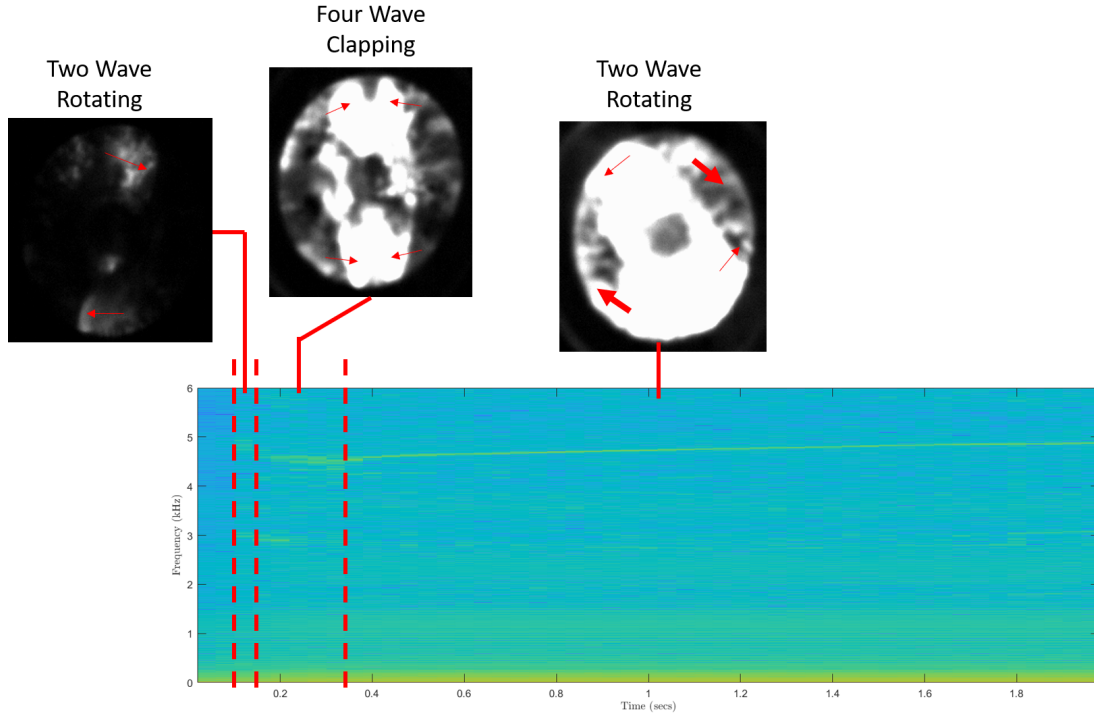 Two Wave
Rotating
Four Wave
Clapping
Two Wave
Rotating
6
5
4
3
2
1
0
Frequency (kHz)
0.2
0.4
0.6
0.8
1
1.2
1.4
1.6
1.8
Time (secs)